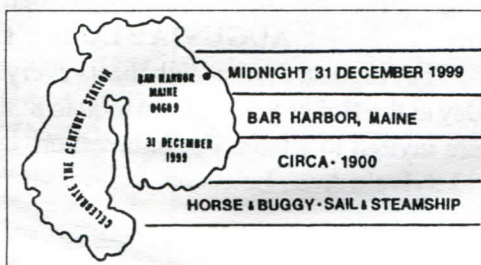 CELEBRATE THE CENTURY STATION
BAR HARBOR
MAINE
04609
31 DECEMBER
1999
MIDNIGHT 31 DECEMBER 1999
BAR HARBOR, MAINE
CIRCA · 1900
HORSE & BUGGY · SAIL & STEAMSHIP